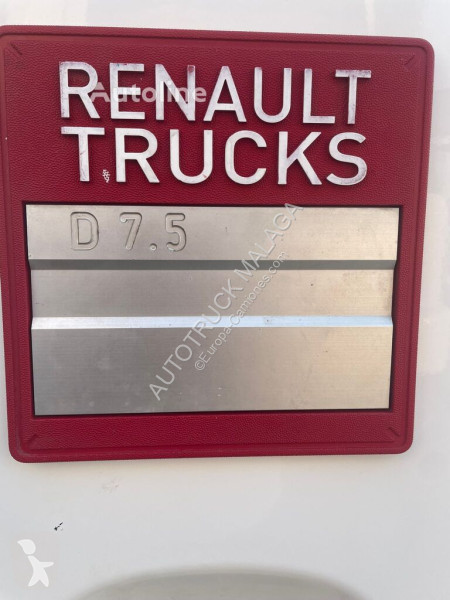 RENAULT
Autoline
TRUCKS
D 7.5
AUTOTRUCK MALAGA
©Europa-Camiones.com